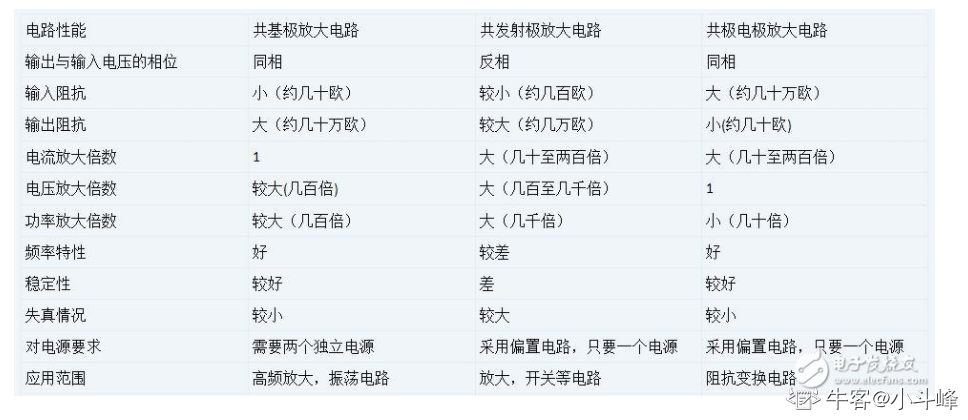 电路性能 共基极放大电路 共发射极放大电路 共极电极放大电路
输出与输入电压的相位 同相 反相 同相
输入阻抗 小（约几十欧） 较小（约几百欧） 大（约几十万欧）
输出阻抗 大（约几十万欧） 较大（约几万欧） 小(约几十欧)
电流放大倍数 1 大（几十至两百倍） 大（几十至两百倍）
电压放大倍数 较大(几百倍) 大（几百至几千倍） 1
功率放大倍数 较大（几百倍） 大（几千倍） 小（几十倍）
频率特性 好 较差 好
稳定性 较好 差 较好
失真情况 较小 较大 较小
对电源要求 需要两个独立电源 采用偏置电路，只要一个电源 采用偏置电路，只要一个电源
应用范围 高频放大，振荡电路 放大，开关等电路 阻抗变换电路
电子发烧友
www.elecfans.com
牛客@小斗峰